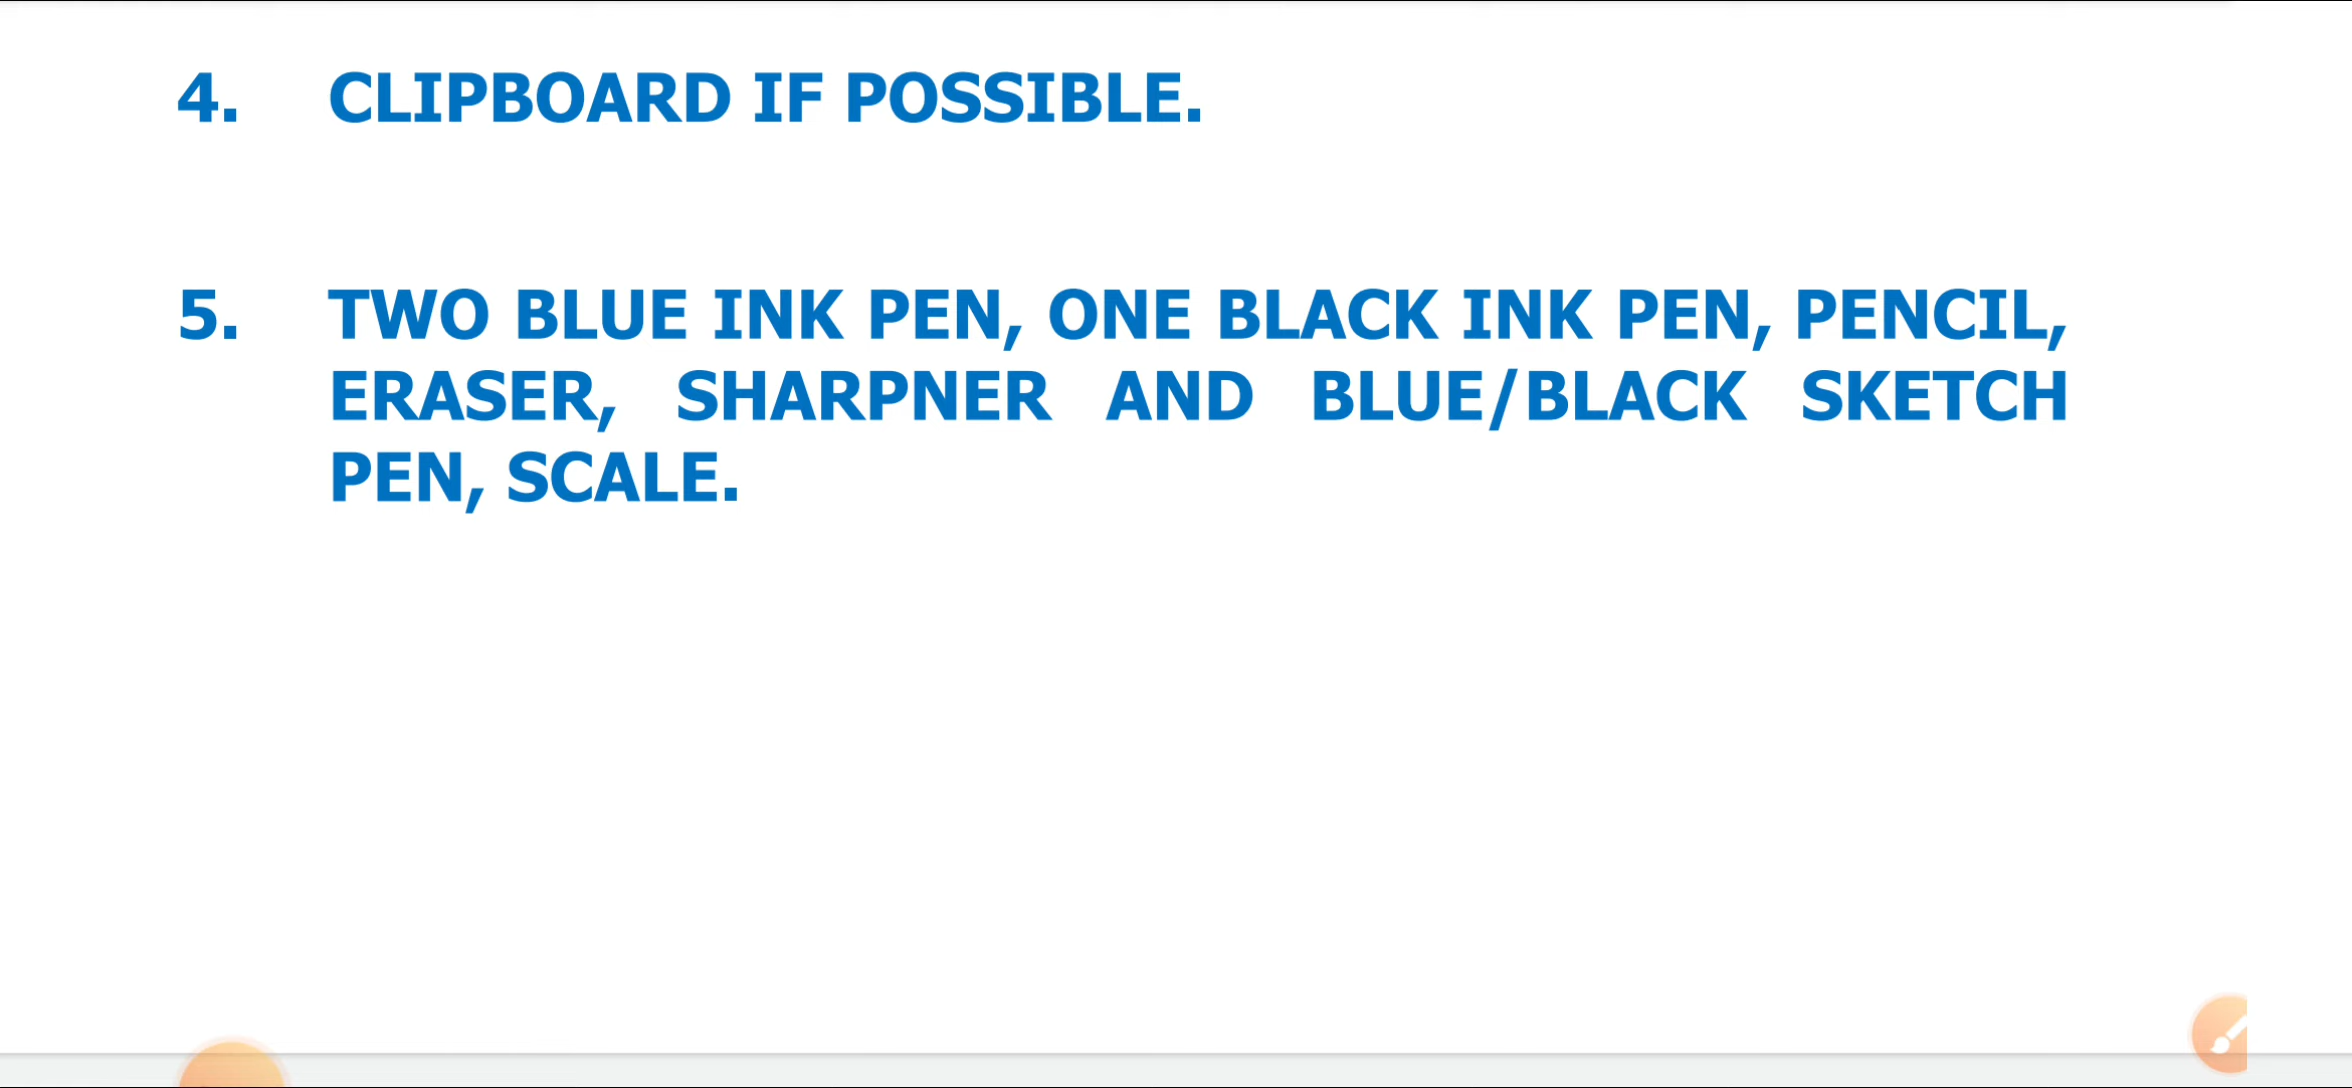 4. CLIPBOARD IF POSSIBLE.
5. TWO BLUE INK PEN, ONE BLACK INK PEN, PENCIL,
ERASER, SHARPNER AND BLUE/BLACK SKETCH
PEN, SCALE.